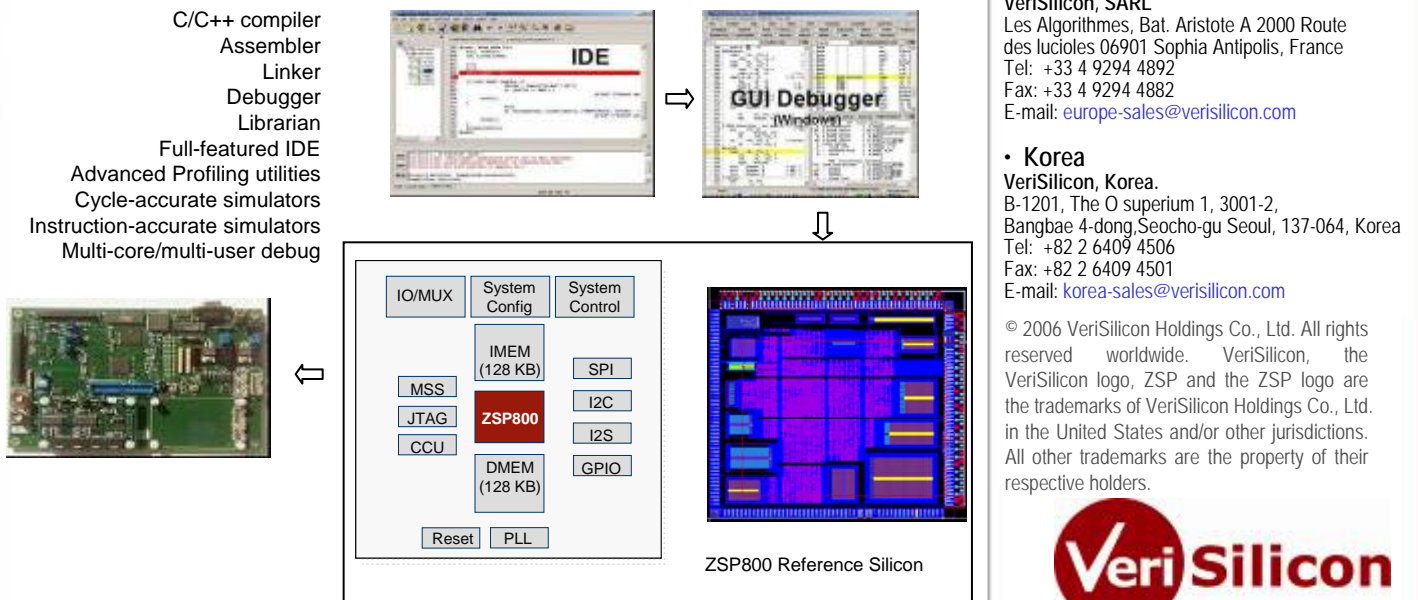 C/C++ compiler
Assembler
Linker
Debugger
Librarian
Full-featured IDE
Advanced Profiling utilities
Cycle-accurate simulators
Instruction-accurate simulators
Multi-core/multi-user debug
IDE
GUI Debugger
(Windows)
IO/MUX
System
Config
System
Control
IMEM
(128 KB)
MSS
JTAG
CCU
ZSP800
SPI
I2C
I2S
GPIO
DMEM
(128 KB)
Reset
PLL
ZSP800 Reference Silicon
VeriSilicon, SARL
Les Algorithmes, Bat. Aristote A 2000 Route
des lucioles 06901 Sophia Antipolis, France
Tel: +33 4 9294 4892
Fax: +33 4 9294 4882
E-mail: europe-sales@verisilicon.com
• Korea
VeriSilicon, Korea.
B-1201, The O superium 1, 3001-2,
Bangbae 4-dong,Seocho-gu Seoul, 137-064, Korea
Tel: +82 2 6409 4506
Fax: +82 2 6409 4501
E-mail: korea-sales@verisilicon.com
© 2006 VeriSilicon Holdings Co., Ltd. All rights
reserved worldwide. VeriSilicon, the
VeriSilicon logo, ZSP and the ZSP logo are
the trademarks of VeriSilicon Holdings Co., Ltd.
in the United States and/or other jurisdictions.
All other trademarks are the property of their
respective holders.
VeriSilicon